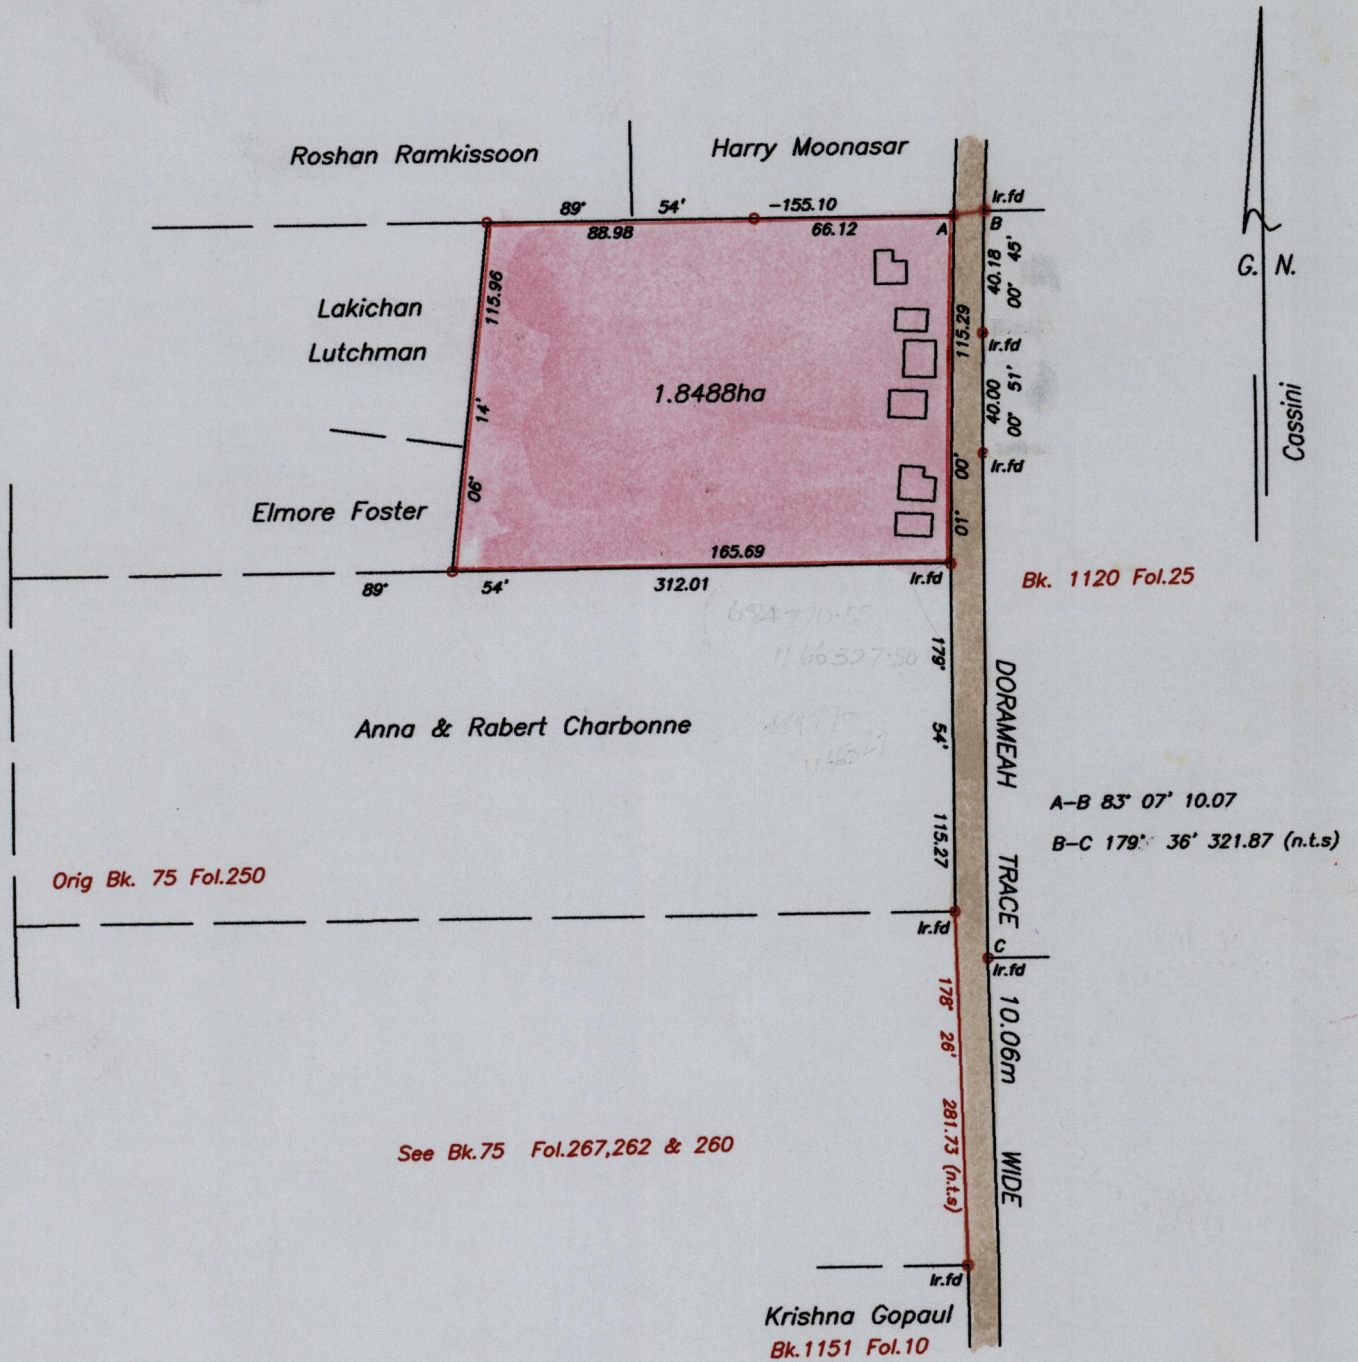 Roshan Ramkissoon
Harry Moonasar
89° 54' -155.10
88.98
66.12
A
B
Ir.fd
G. N.
Cassini
40.18
00° 45'
Ir.fd
40.00
00° 51'
Ir.fd
115.29
00'
01°
Lakichan
Lutchman
115.96
14'
06°
1.8488ha
Elmore Foster
165.69
89° 54' 312.01
Ir.fd
Bk. 1120 Fol.25
684770.55
1166327.50
179°
54'
115.27
Anna & Rabert Charbonne
DORAMEAH TRACE 10.06m WIDE
A-B 83° 07' 10.07
B-C 179° 36' 321.87 (n.t.s)
Orig Bk. 75 Fol.250
Ir.fd
C
Ir.fd
178° 26' 281.73 (n.t.s)
See Bk.75 Fol.267,262 & 260
Ir.fd
Krishna Gopaul
Bk.1151 Fol.10